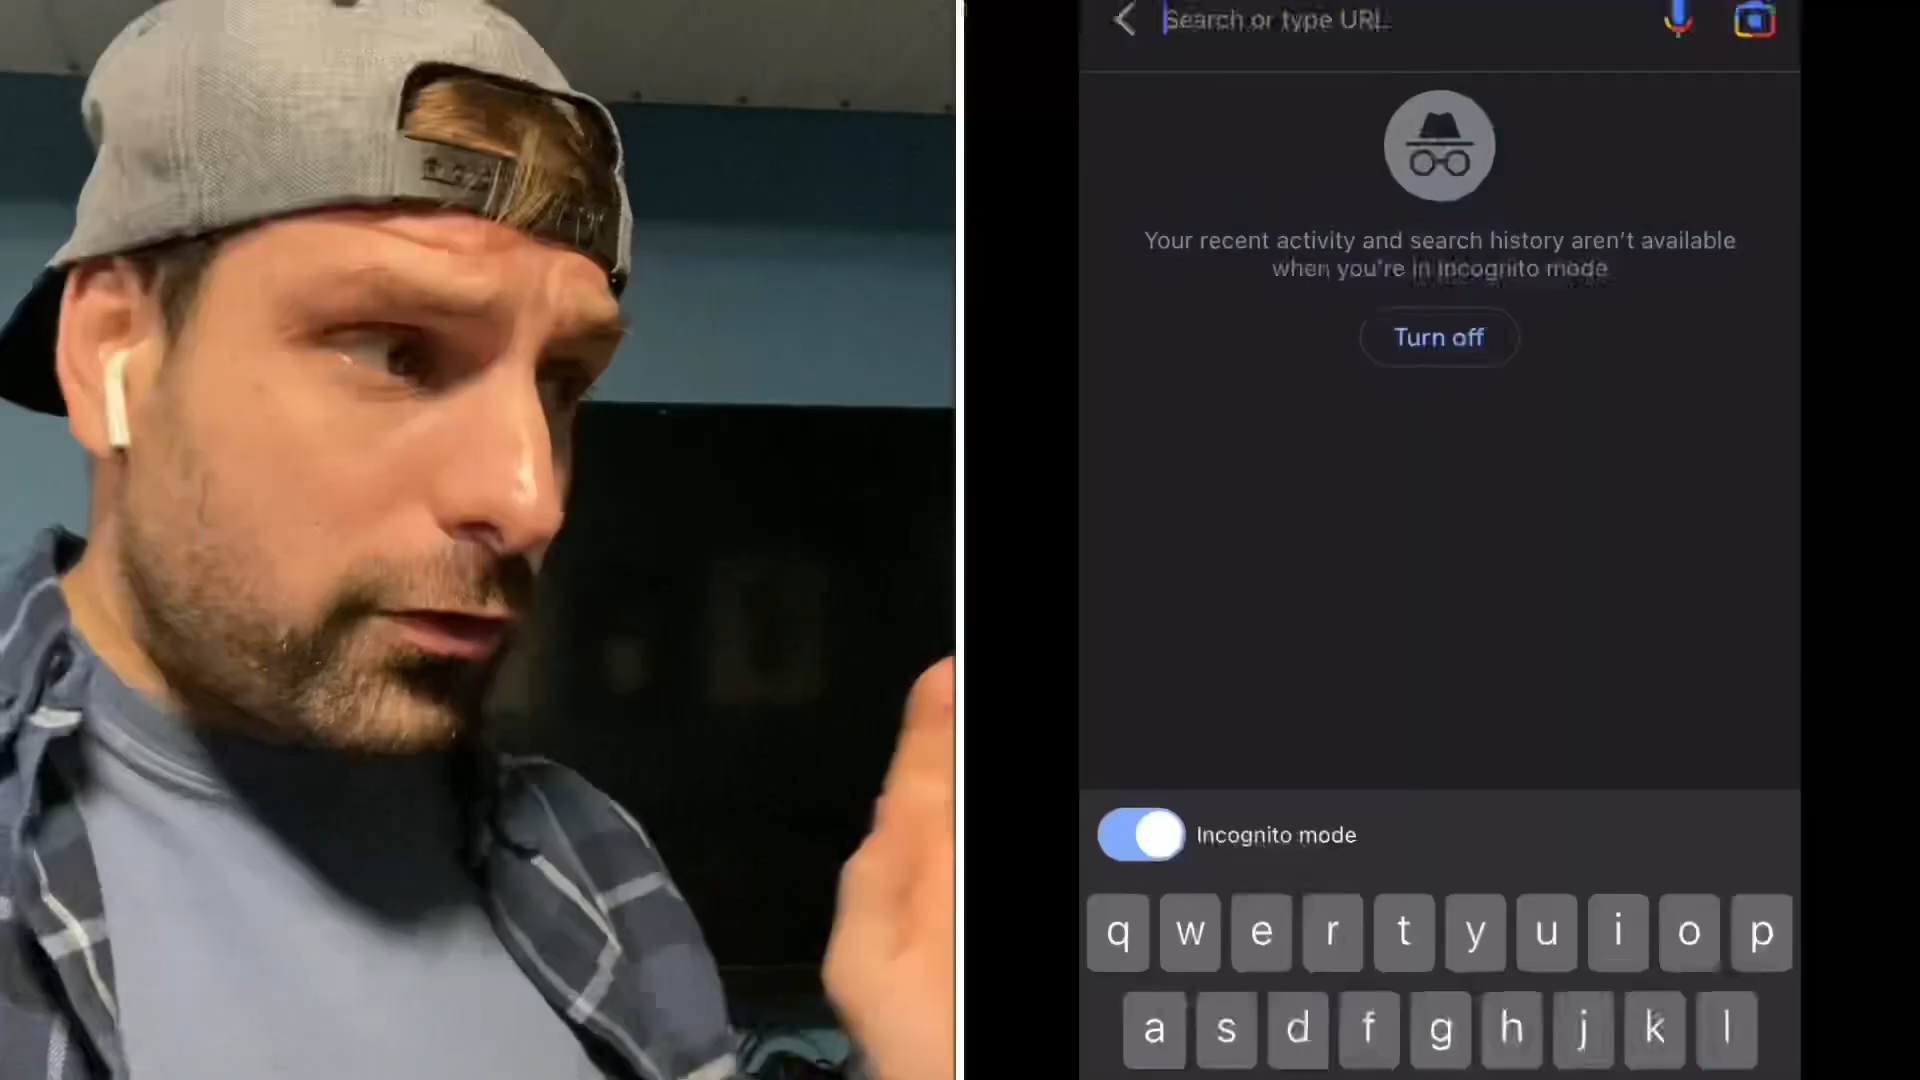 Search or type URL
Your recent activity and search history aren't available
when you're in Incognito mode
Turn off
Incognito mode
q w e r t y u i o p
a s d f g h j k l